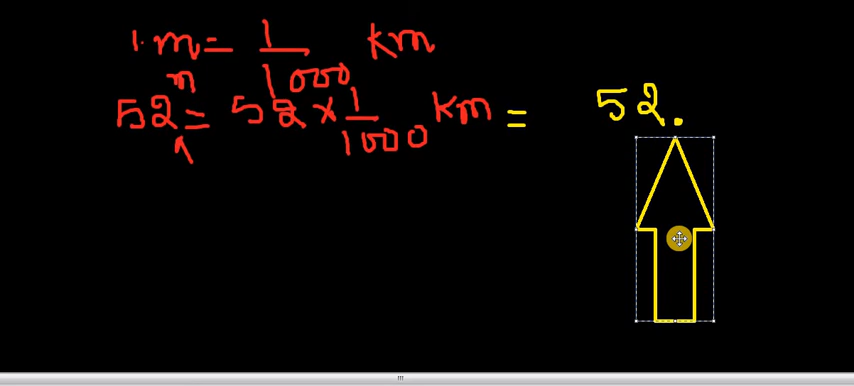 1 m = 1/1000 km
52 m = 52 × 1/1000 km = 52.